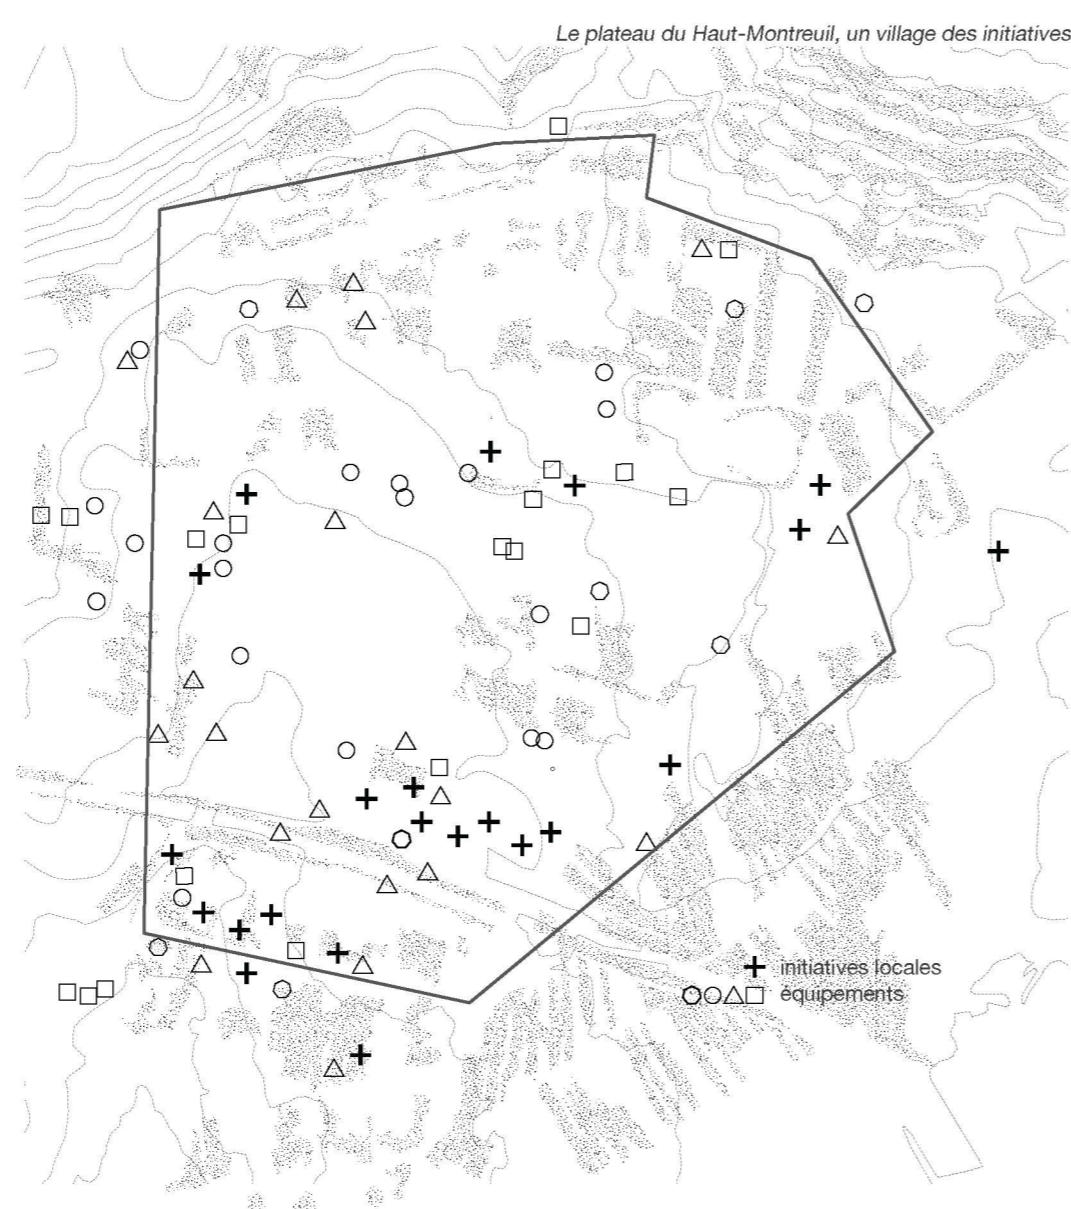 Le plateau du Haut-Montreuil, un village des initiatives
initiatives locales
équipements